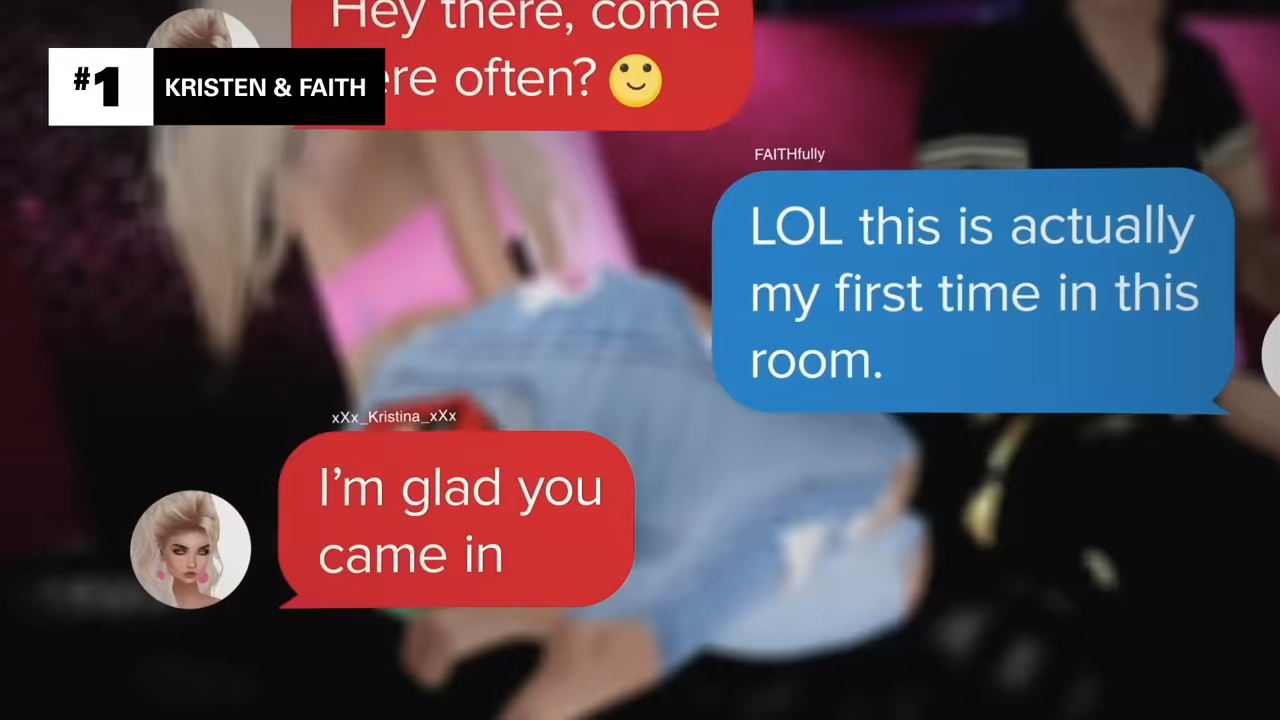 Hey there, come
ere often? 🙂
#1 KRISTEN & FAITH
FAITHfully
LOL this is actually
my first time in this
room.
xXx_Kristina_xXx
I’m glad you
came in